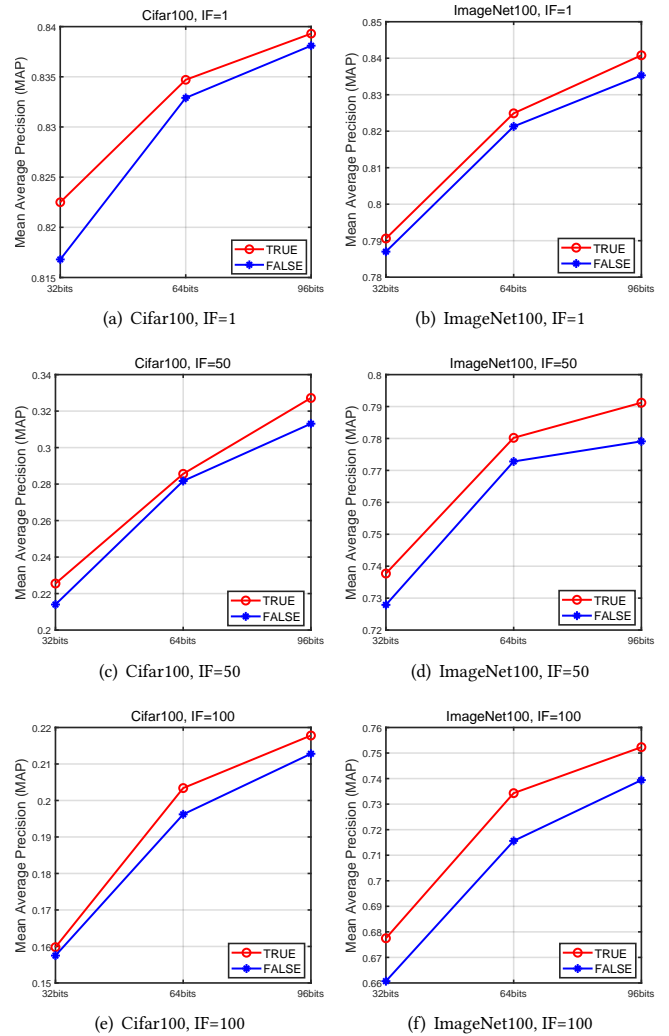 Cifar100, IF=1
Mean Average Precision (MAP)
0.84
0.835
0.83
0.825
0.82
0.815
32bits
64bits
96bits
TRUE
FALSE
(a) Cifar100, IF=1
ImageNet100, IF=1
Mean Average Precision (MAP)
0.85
0.84
0.83
0.82
0.81
0.8
0.79
0.78
32bits
64bits
96bits
TRUE
FALSE
(b) ImageNet100, IF=1
Cifar100, IF=50
Mean Average Precision (MAP)
0.34
0.32
0.3
0.28
0.26
0.24
0.22
0.2
32bits
64bits
96bits
TRUE
FALSE
(c) Cifar100, IF=50
ImageNet100, IF=50
Mean Average Precision (MAP)
0.8
0.79
0.78
0.77
0.76
0.75
0.74
0.73
0.72
32bits
64bits
96bits
TRUE
FALSE
(d) ImageNet100, IF=50
Cifar100, IF=100
Mean Average Precision (MAP)
0.22
0.21
0.2
0.19
0.18
0.17
0.16
0.15
32bits
64bits
96bits
TRUE
FALSE
(e) Cifar100, IF=100
ImageNet100, IF=100
Mean Average Precision (MAP)
0.76
0.75
0.74
0.73
0.72
0.71
0.7
0.69
0.68
0.67
0.66
32bits
64bits
96bits
TRUE
FALSE
(f) ImageNet100, IF=100